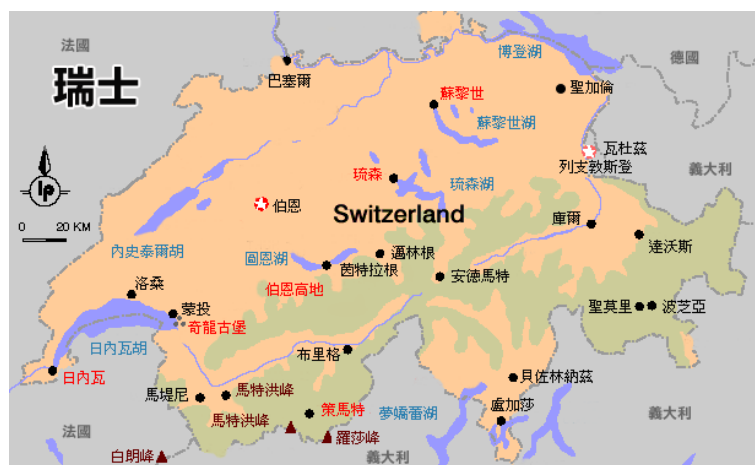 法國
瑞士
巴塞爾
博登湖
德國
聖加倫
蘇黎世
蘇黎世湖
瓦杜茲
列支敦斯登
義大利
琉森
琉森湖
伯恩
Switzerland
庫爾
達沃斯
lp
0 20 KM
內史泰爾胡
圖恩湖
邁林根
茵特拉根
安德馬特
伯恩高地
洛桑
蒙投
奇龍古堡
聖莫里
波芝亞
日內瓦胡
布里格
日內瓦
馬堤尼
馬特洪峰
貝佐林納茲
馬特洪峰
策馬特
夢嬌蕾湖
盧加莎
義大利
羅莎峰
法國
白朗峰
義大利